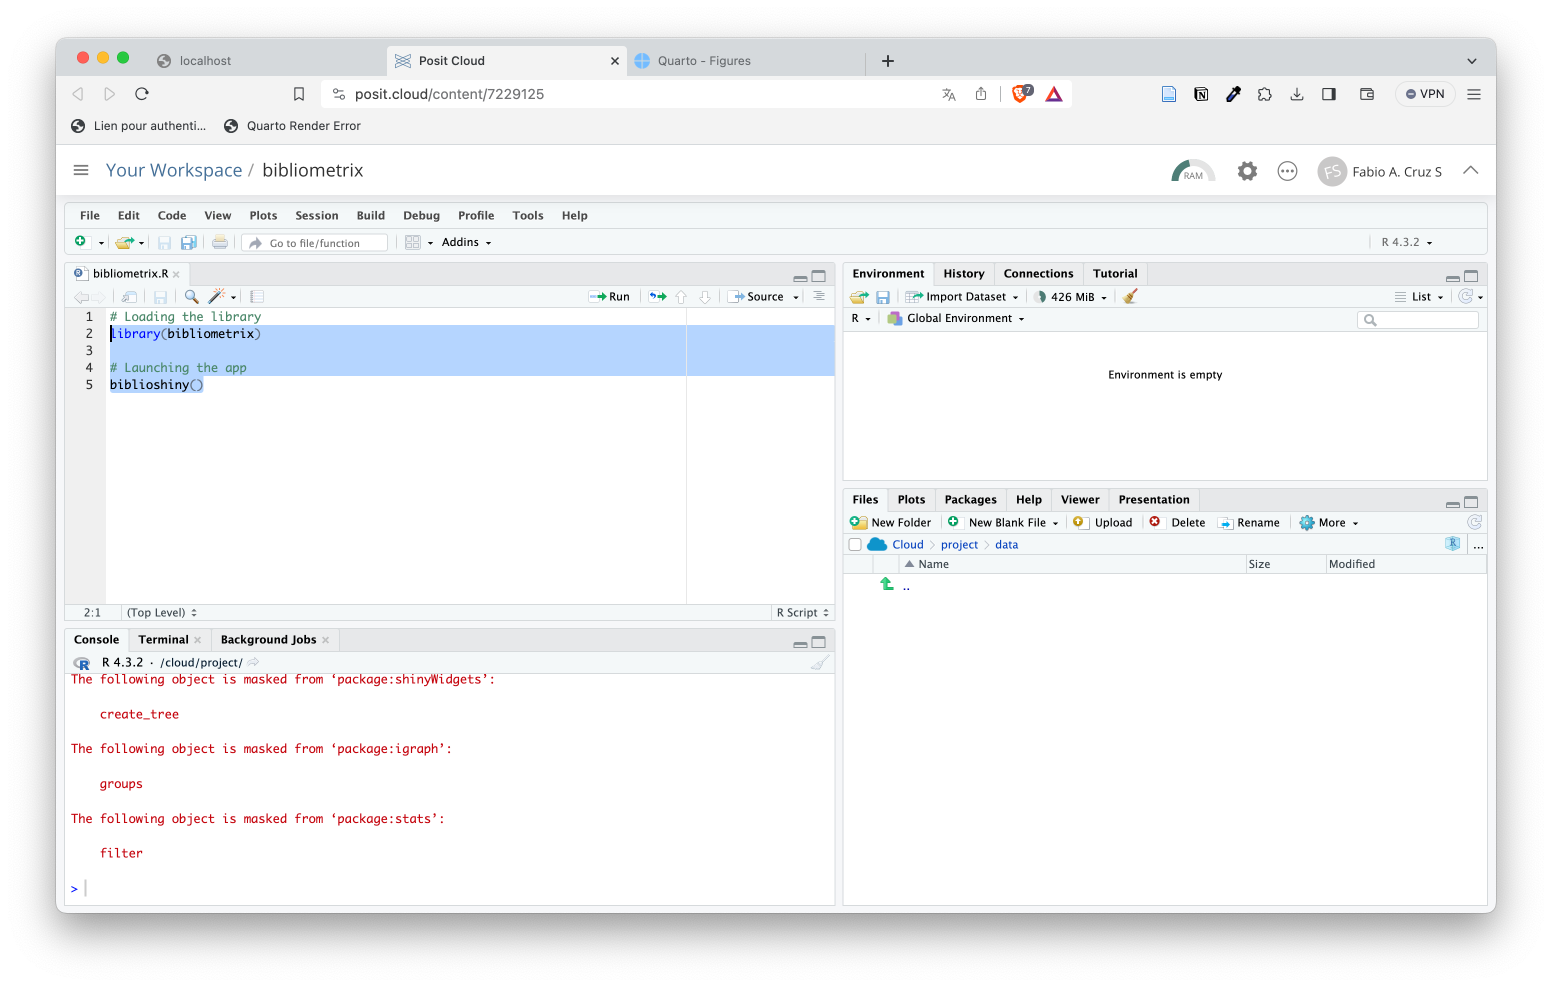 localhost
Posit Cloud
Quarto - Figures
posit.cloud/content/7229125
7
VPN
Lien pour authenti...
Quarto Render Error
Your Workspace / bibliometrix
RAM
FS
Fabio A. Cruz S
File Edit Code View Plots Session Build Debug Profile Tools Help
Go to file/function
Addins
R 4.3.2
bibliometrix.R
Run
Source
1 # Loading the library
2 library(bibliometrix)
3
4 # Launching the app
5 biblioshiny()
2:1
(Top Level)
R Script
Console Terminal Background Jobs
R 4.3.2 · /cloud/project/
The following object is masked from ‘package:shinyWidgets’:
create_tree
The following object is masked from ‘package:igraph’:
groups
The following object is masked from ‘package:stats’:
filter
>
Environment History Connections Tutorial
Import Dataset
426 MiB
List
R
Global Environment
Environment is empty
Files Plots Packages Help Viewer Presentation
New Folder New Blank File Upload Delete Rename More
Cloud project data
R
...
Name Size Modified
..